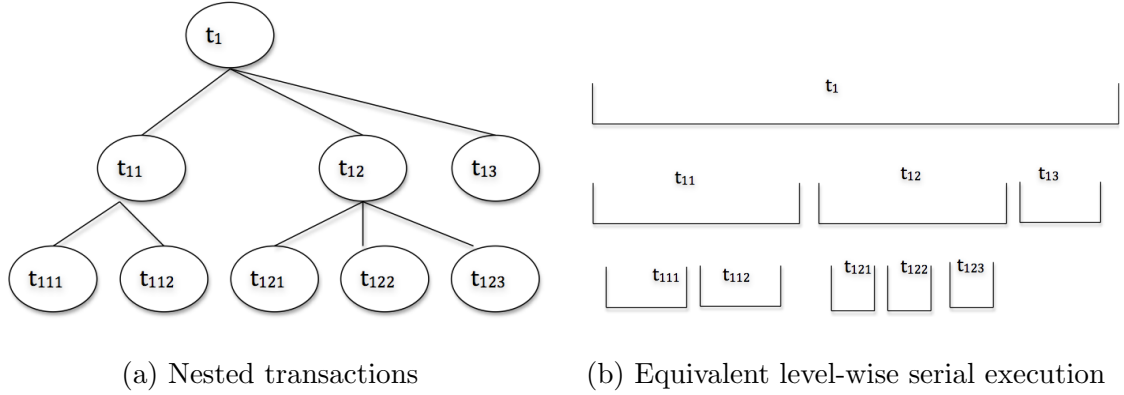 t₁
t₁₁ t₁₂ t₁₃
t₁₁₁ t₁₁₂ t₁₂₁ t₁₂₂ t₁₂₃
(a) Nested transactions
t₁
t₁₁ t₁₂ t₁₃
t₁₁₁ t₁₁₂ t₁₂₁ t₁₂₂ t₁₂₃
(b) Equivalent level-wise serial execution